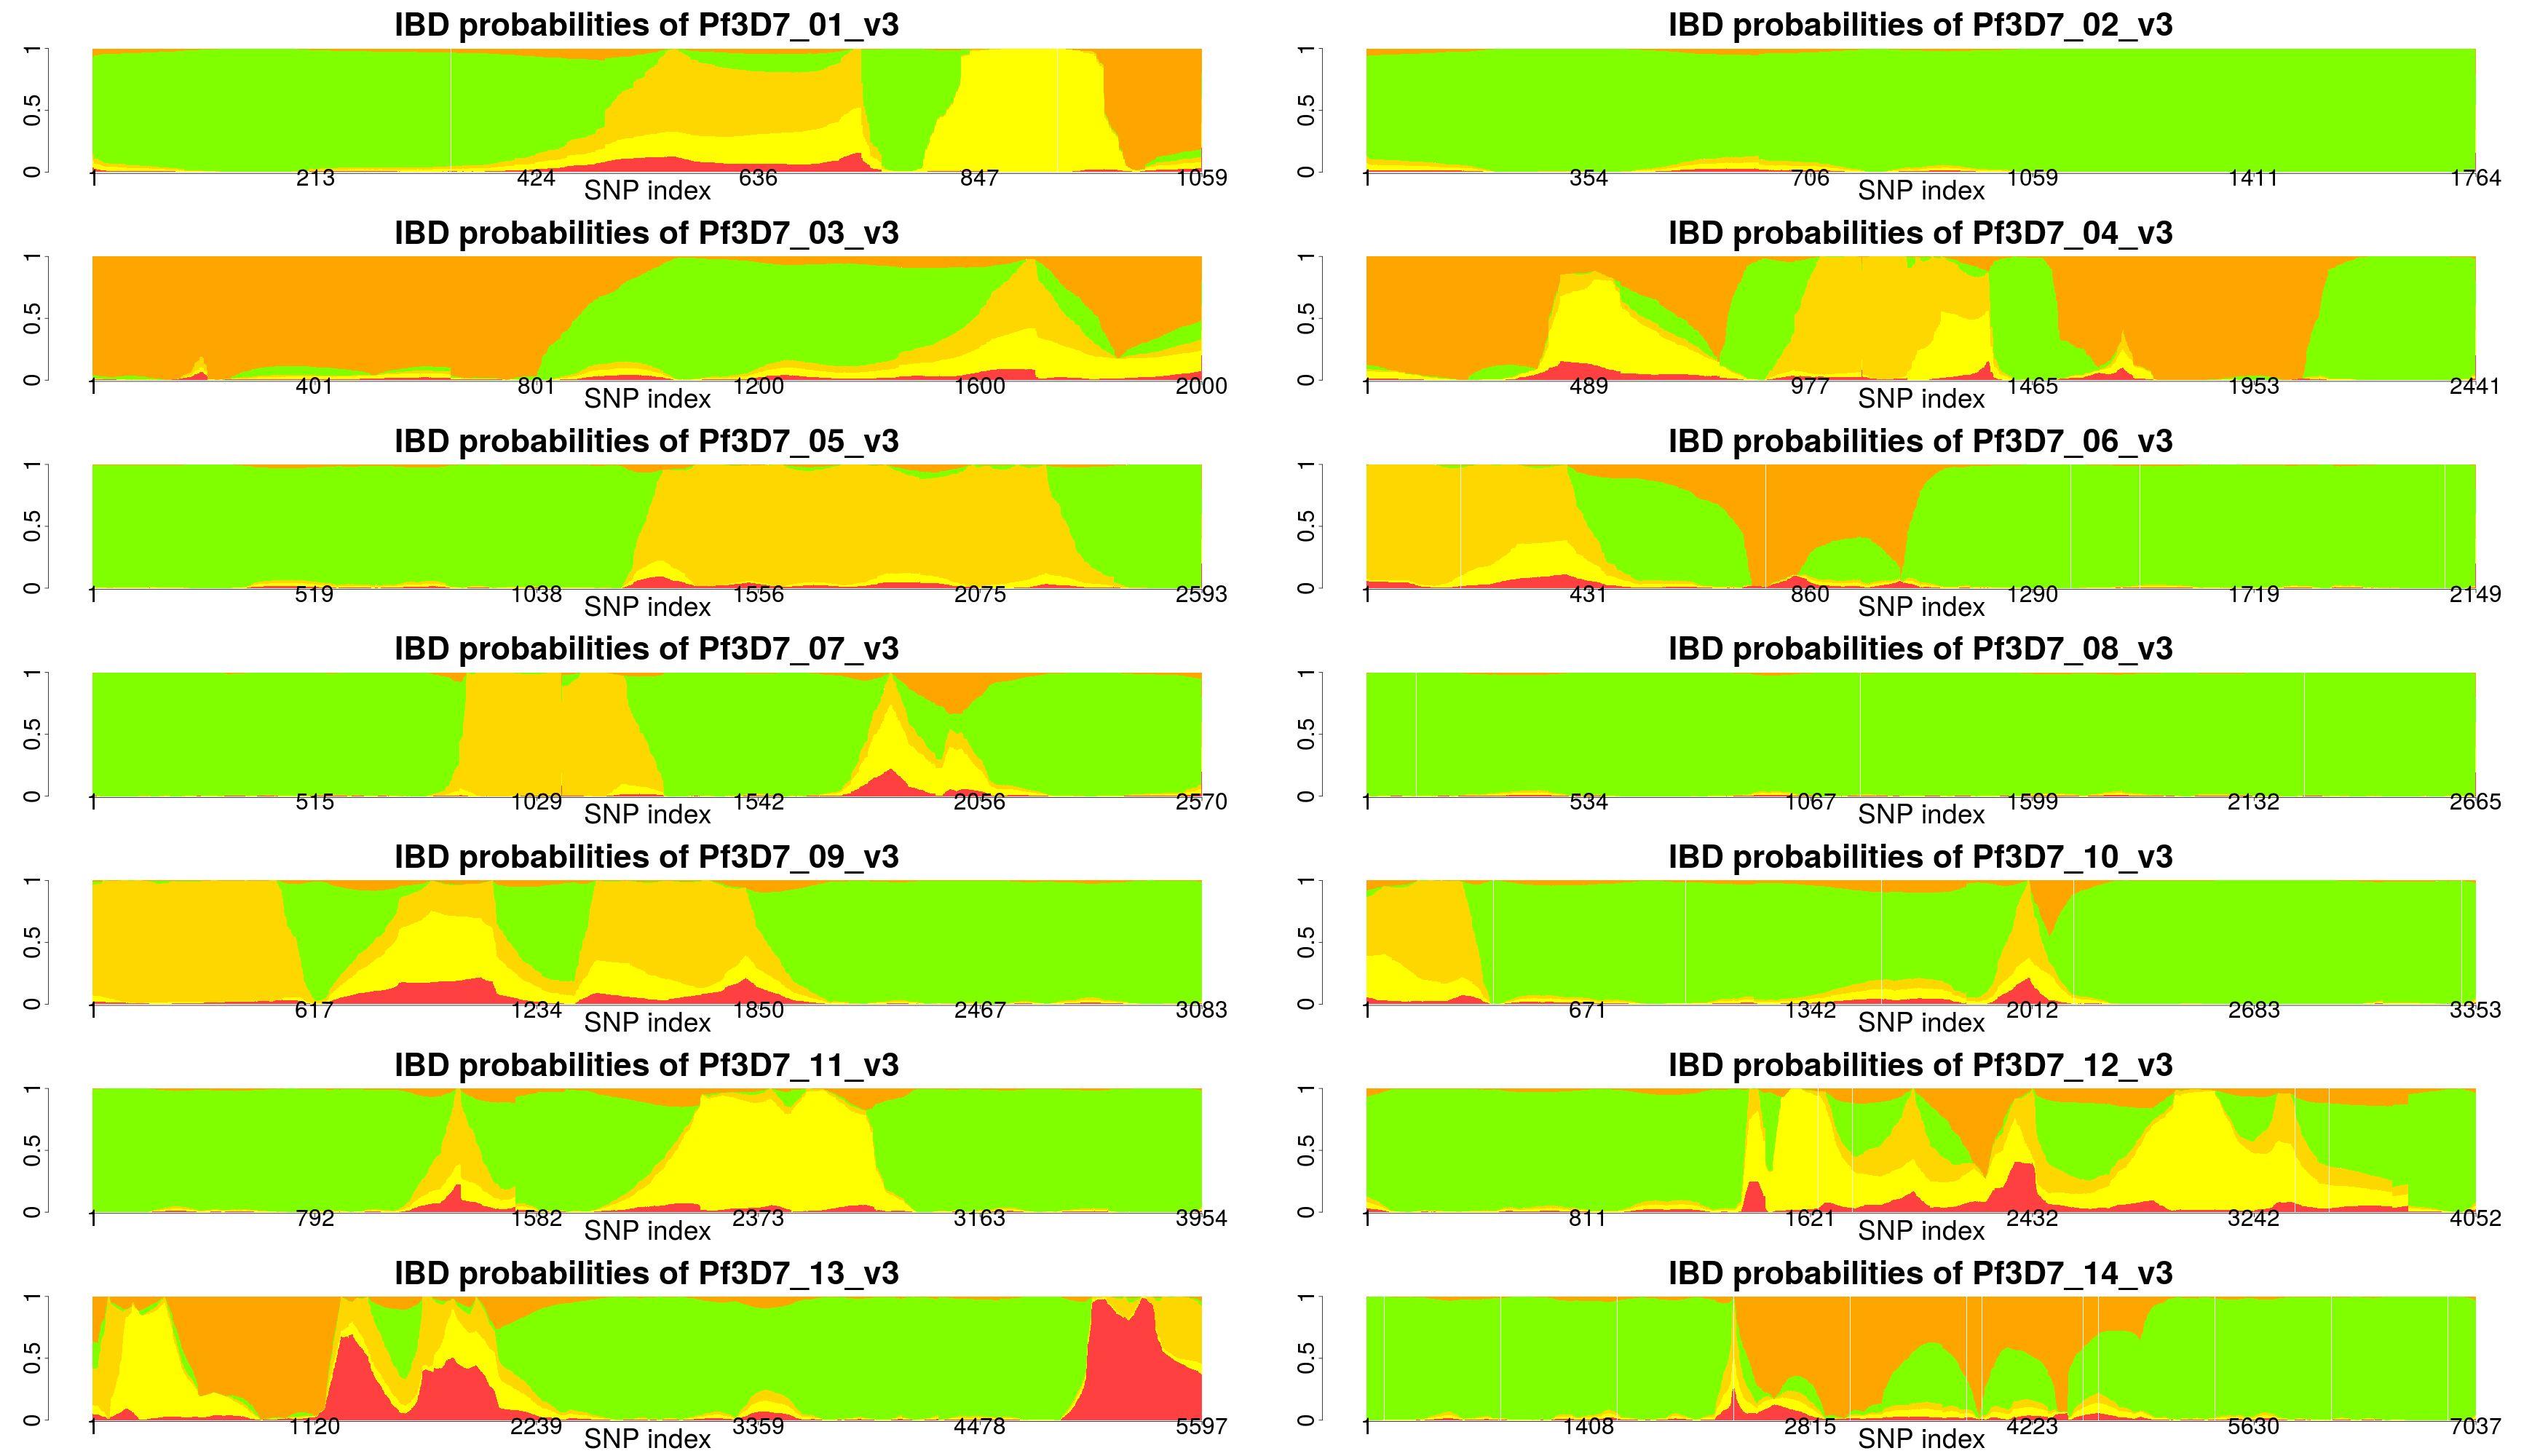 IBD probabilities of Pf3D7_01_v3
0 0.5 1
1 213 424 636 847 1059
SNP index
IBD probabilities of Pf3D7_02_v3
0 0.5 1
1 354 706 1059 1411 1764
SNP index
IBD probabilities of Pf3D7_03_v3
0 0.5 1
1 401 801 1200 1600 2000
SNP index
IBD probabilities of Pf3D7_04_v3
0 0.5 1
1 489 977 1465 1953 2441
SNP index
IBD probabilities of Pf3D7_05_v3
0 0.5 1
1 519 1038 1556 2075 2593
SNP index
IBD probabilities of Pf3D7_06_v3
0 0.5 1
1 431 860 1290 1719 2149
SNP index
IBD probabilities of Pf3D7_07_v3
0 0.5 1
1 515 1029 1542 2056 2570
SNP index
IBD probabilities of Pf3D7_08_v3
0 0.5 1
1 534 1067 1599 2132 2665
SNP index
IBD probabilities of Pf3D7_09_v3
0 0.5 1
1 617 1234 1850 2467 3083
SNP index
IBD probabilities of Pf3D7_10_v3
0 0.5 1
1 671 1342 2012 2683 3353
SNP index
IBD probabilities of Pf3D7_11_v3
0 0.5 1
1 792 1582 2373 3163 3954
SNP index
IBD probabilities of Pf3D7_12_v3
0 0.5 1
1 811 1621 2432 3242 4052
SNP index
IBD probabilities of Pf3D7_13_v3
0 0.5 1
1 1120 2239 3359 4478 5597
SNP index
IBD probabilities of Pf3D7_14_v3
0 0.5 1
1 1408 2815 4223 5630 7037
SNP index